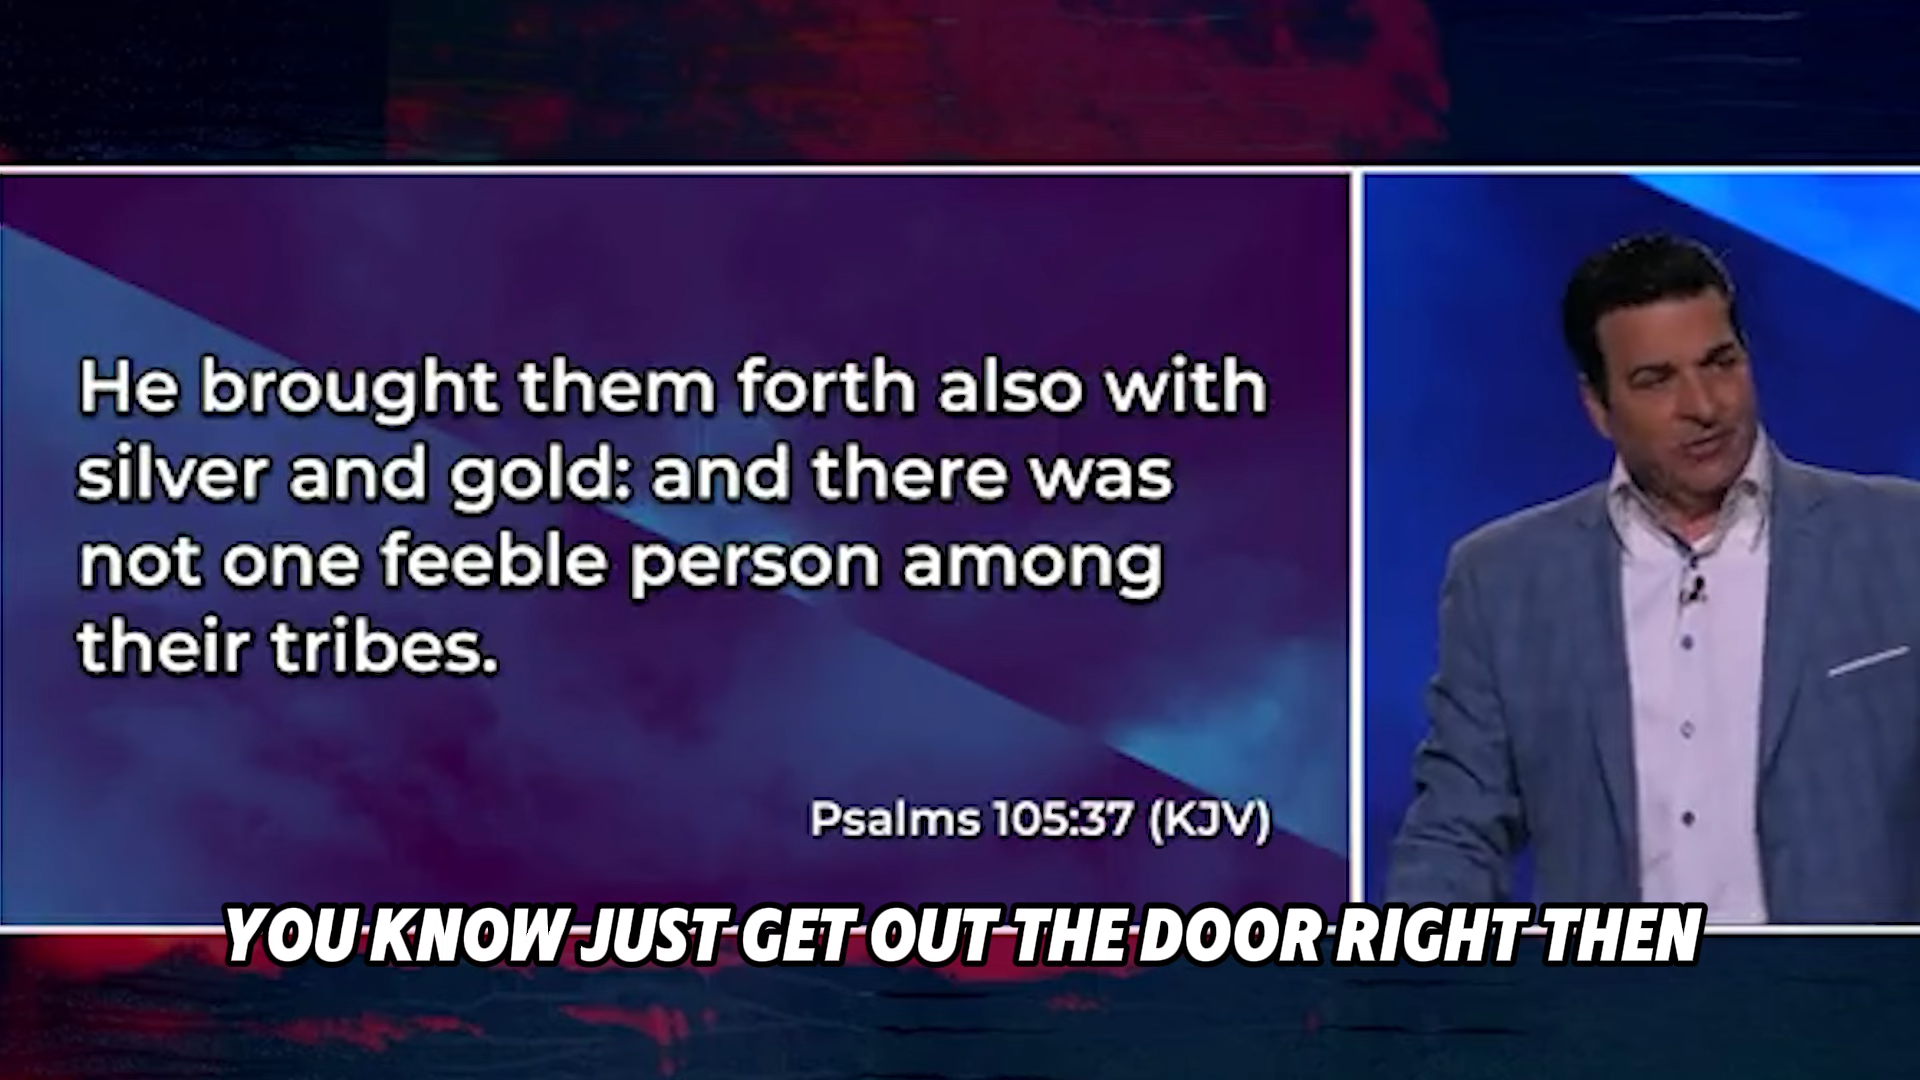 He brought them forth also with
silver and gold: and there was
not one feeble person among
their tribes.
Psalms 105:37 (KJV)
YOU KNOW JUST GET OUT THE DOOR RIGHT THEN